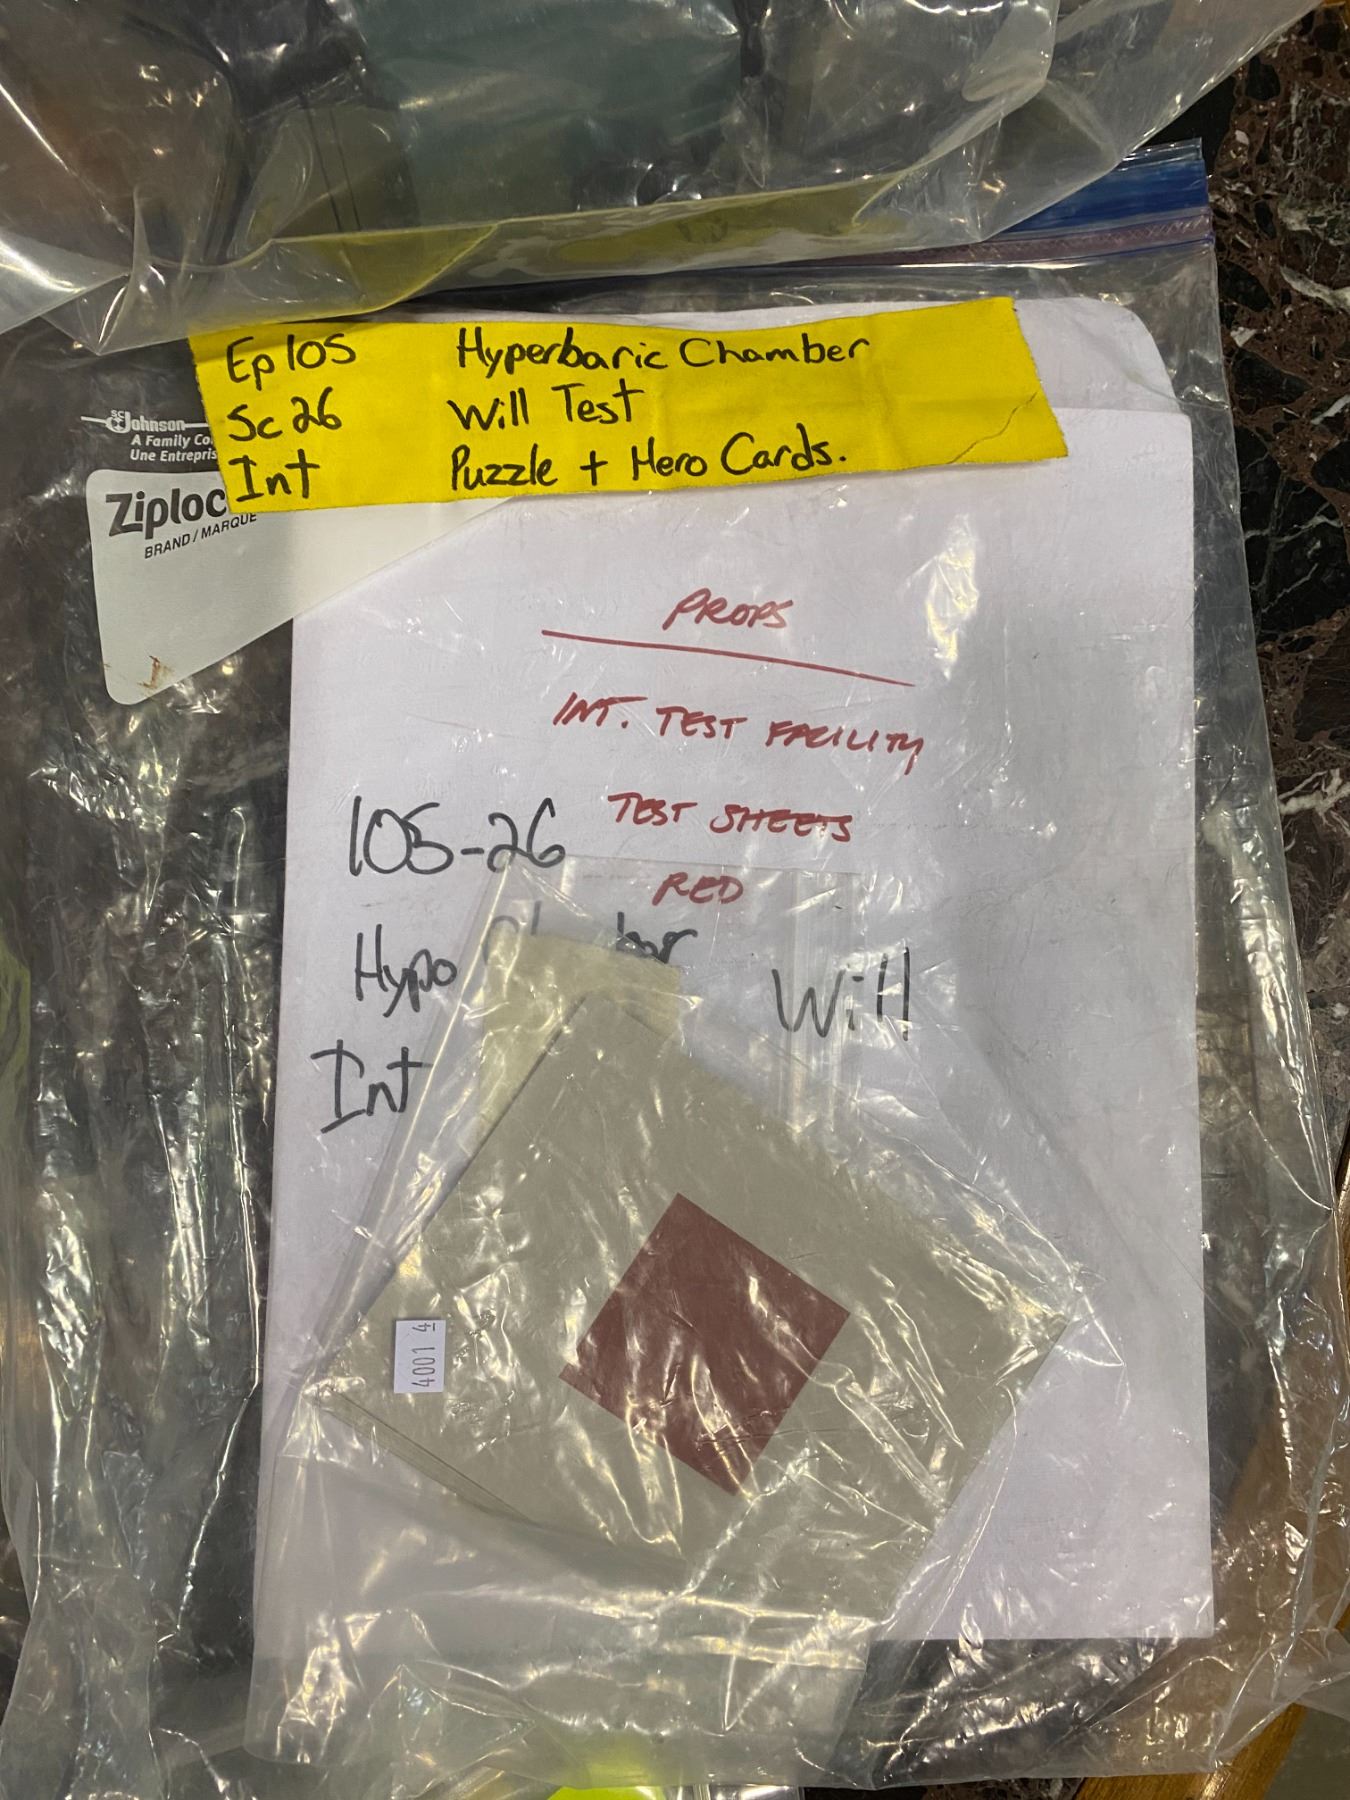 Ep 105 Hyperbaric Chamber
Sc 26 Will Test
Int Puzzle + Hero Cards.
SC Johnson
A Family Co
Une Entrepris
Ziploc
BRAND / MARQUE
PROPS
INT. TEST FACILITY
TEST SHEETS
105-26
RED
Hypo
Will
Int
4001 4